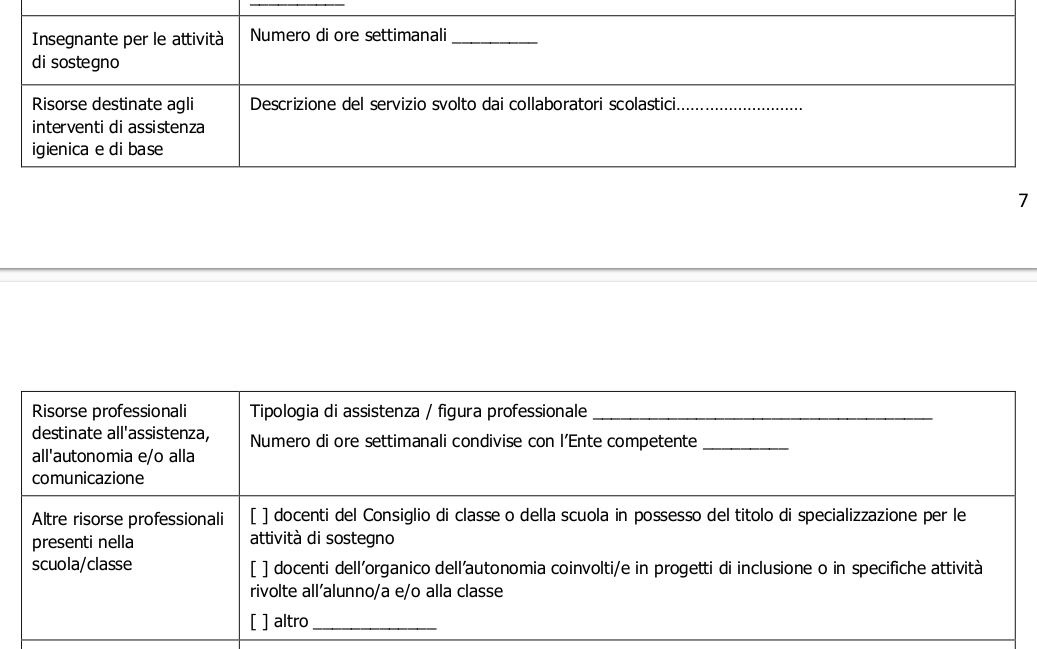 __________
Insegnante per le attività
di sostegno
Numero di ore settimanali _________
Risorse destinate agli
interventi di assistenza
igienica e di base
Descrizione del servizio svolto dai collaboratori scolastici..........................
7
Risorse professionali
destinate all'assistenza,
all'autonomia e/o alla
comunicazione
Tipologia di assistenza / figura professionale ____________________________________
Numero di ore settimanali condivise con l’Ente competente _________
Altre risorse professionali
presenti nella
scuola/classe
[ ] docenti del Consiglio di classe o della scuola in possesso del titolo di specializzazione per le
attività di sostegno
[ ] docenti dell’organico dell’autonomia coinvolti/e in progetti di inclusione o in specifiche attività
rivolte all’alunno/a e/o alla classe
[ ] altro _____________